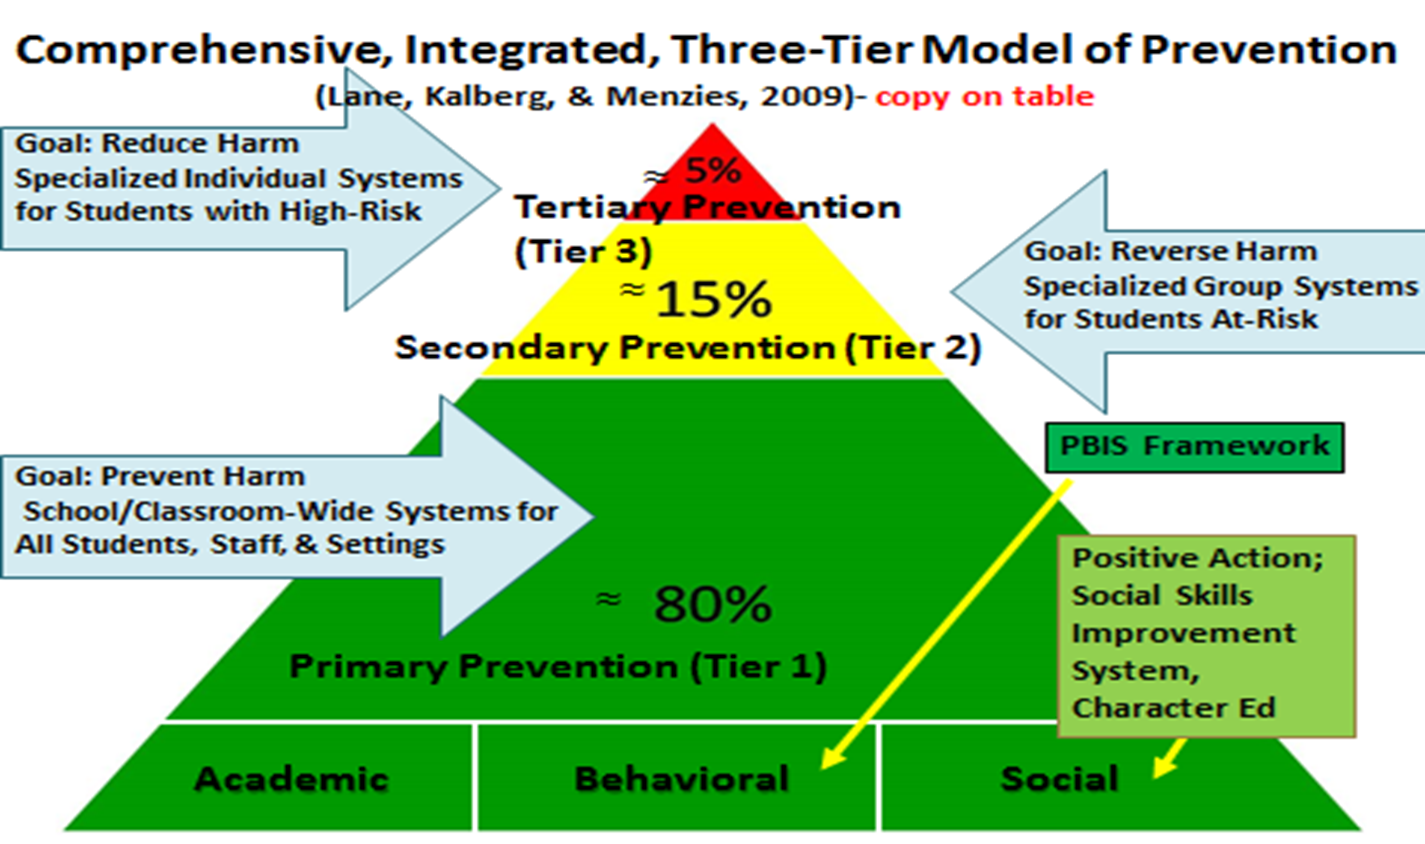 Comprehensive, Integrated, Three-Tier Model of Prevention
(Lane, Kalberg, & Menzies, 2009)- copy on table
Goal: Reduce Harm
Specialized Individual Systems
for Students with High-Risk
≈ 5%
Tertiary Prevention
(Tier 3)
Goal: Reverse Harm
Specialized Group Systems
for Students At-Risk
≈ 15%
Secondary Prevention (Tier 2)
PBIS Framework
Goal: Prevent Harm
School/Classroom-Wide Systems for
All Students, Staff, & Settings
Positive Action;
Social Skills
Improvement
System,
Character Ed
≈ 80%
Primary Prevention (Tier 1)
Academic
Behavioral
Social